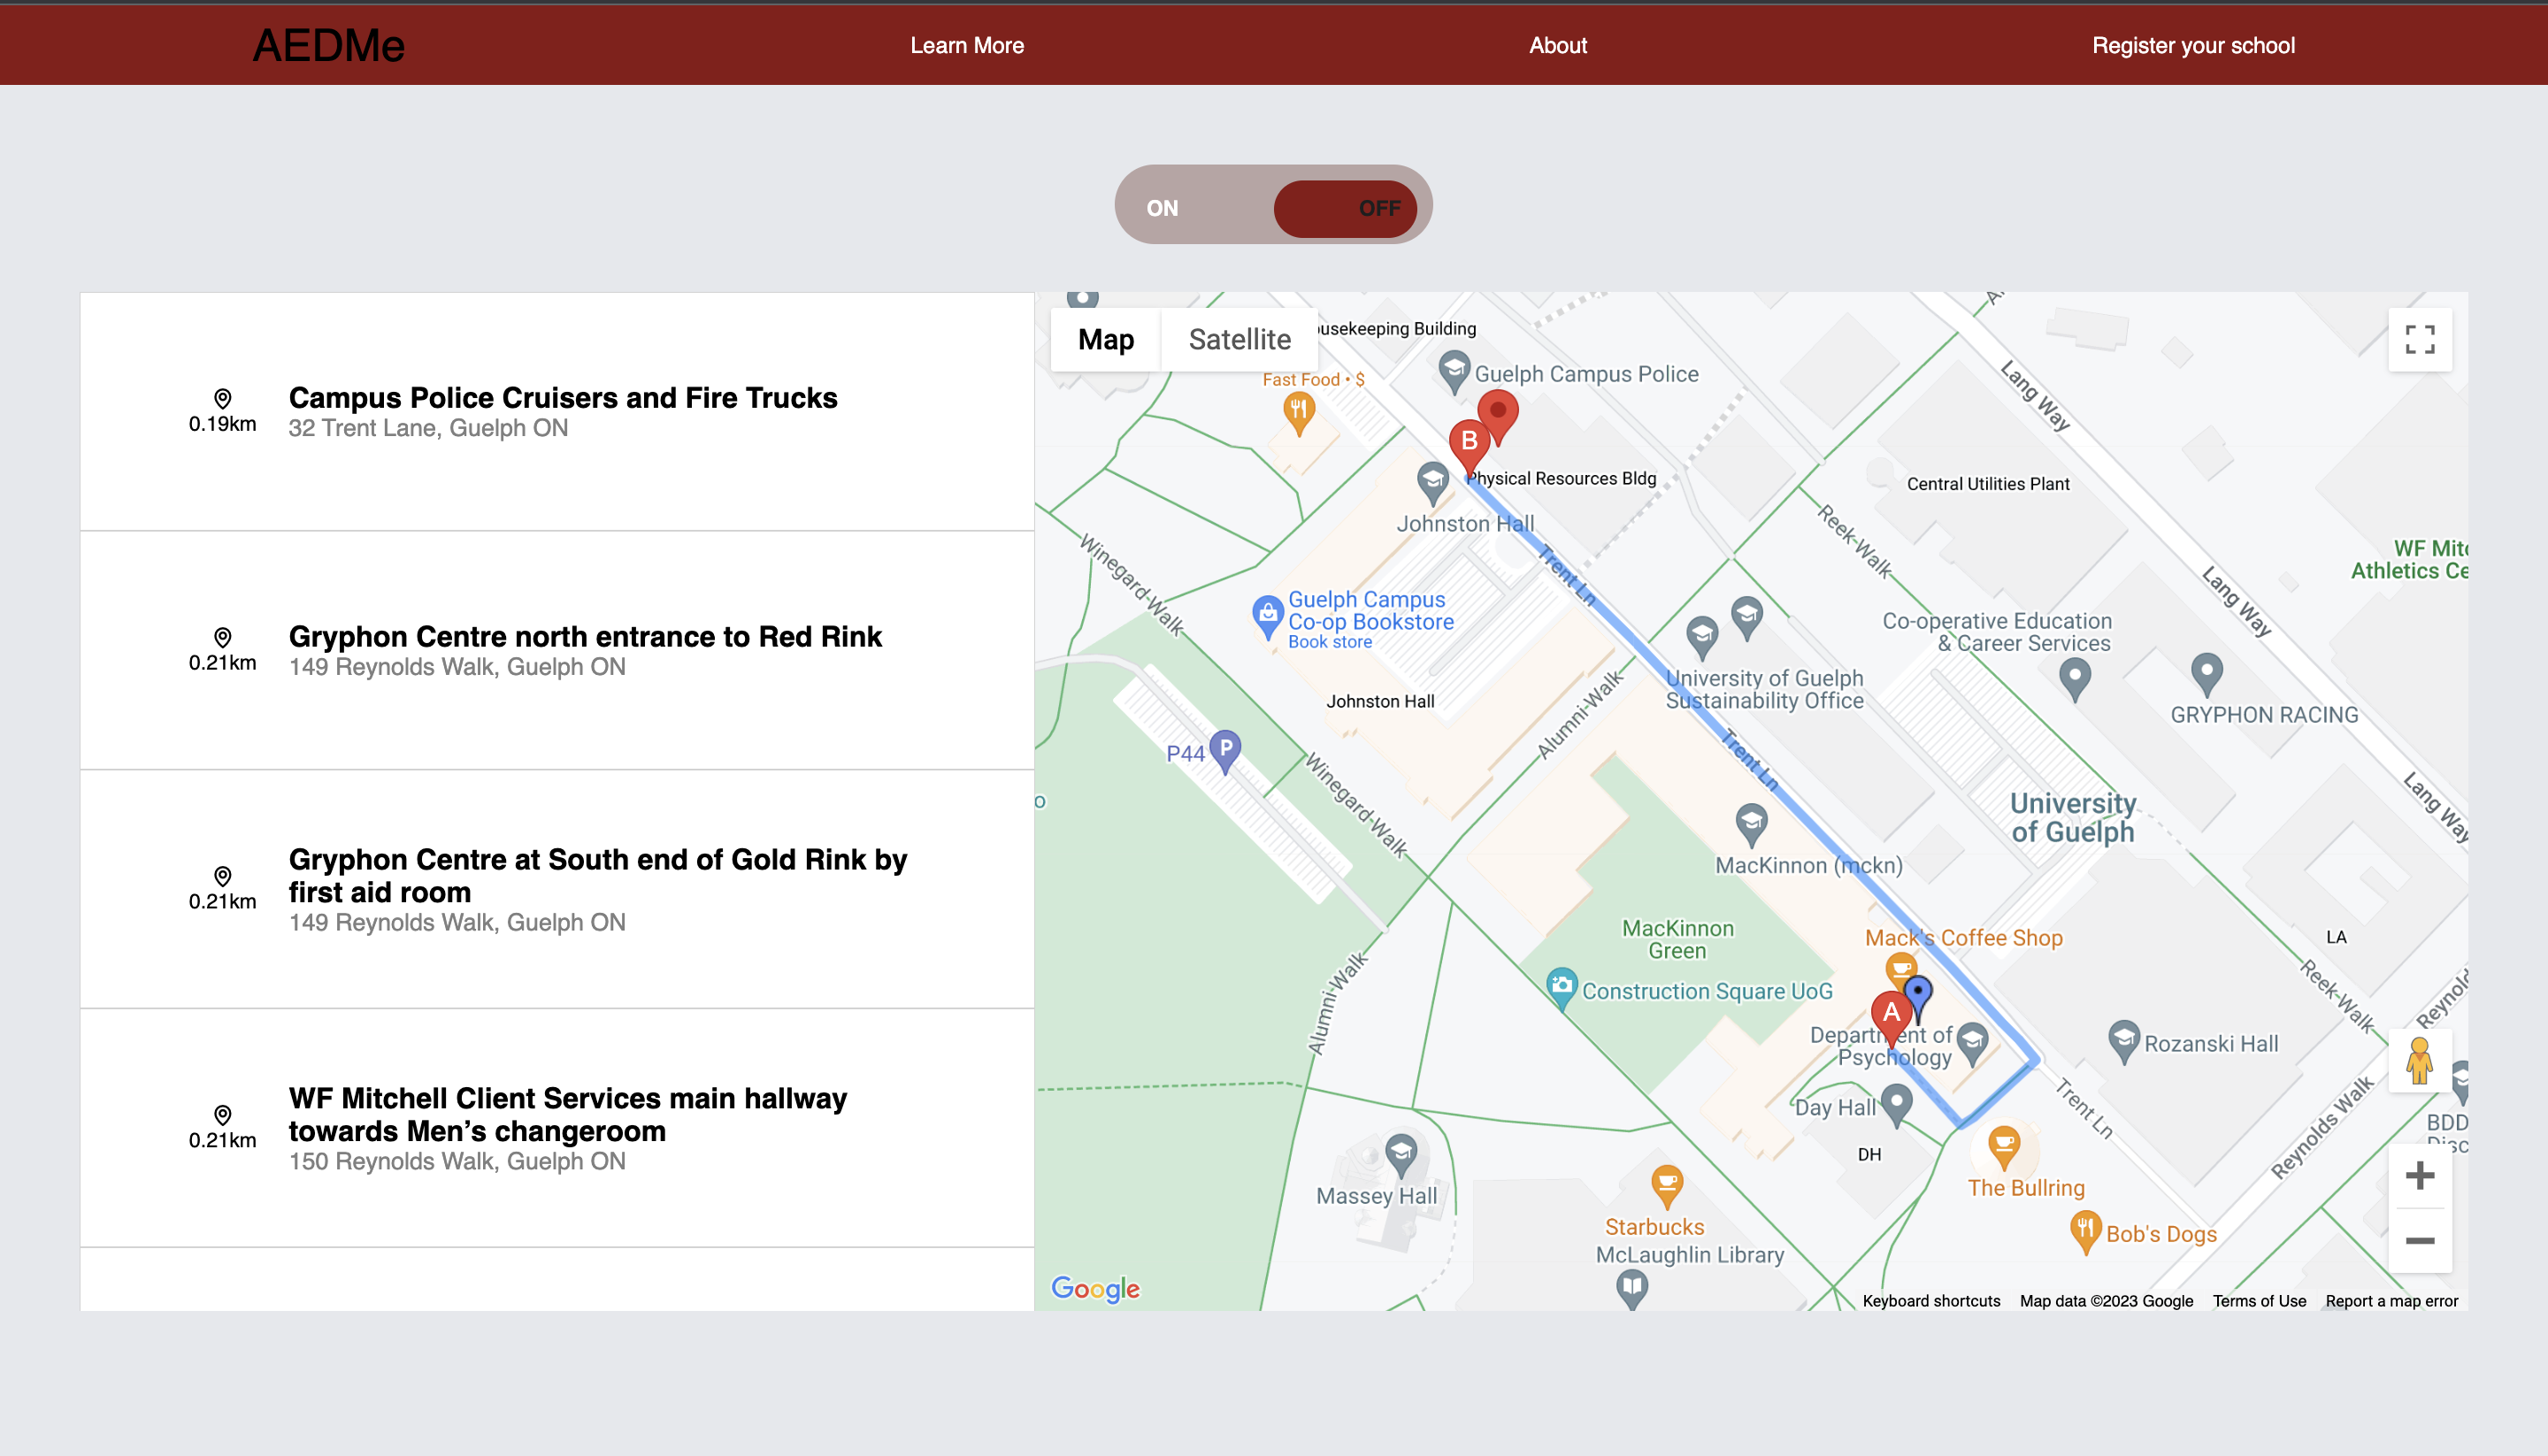 AEDMe
Learn More
About
Register your school
ON
OFF
0.19km
Campus Police Cruisers and Fire Trucks
32 Trent Lane, Guelph ON
0.21km
Gryphon Centre north entrance to Red Rink
149 Reynolds Walk, Guelph ON
0.21km
Gryphon Centre at South end of Gold Rink by
first aid room
149 Reynolds Walk, Guelph ON
0.21km
WF Mitchell Client Services main hallway
towards Men’s changeroom
150 Reynolds Walk, Guelph ON
Map
Satellite
ousekeeping Building
Guelph Campus Police
Fast Food • $
B
Physical Resources Bldg
Johnston Hall
Lang Way
Central Utilities Plant
Reek Walk
WF Mitc
Athletics Ce
Winegard Walk
Trent Ln
Lang Way
Guelph Campus
Co-op Bookstore
Book store
Co-operative Education
& Career Services
University of Guelph
Sustainability Office
Johnston Hall
Alumni Walk
GRYPHON RACING
P44
P
Winegard Walk
Trent Ln
Lang Way
University
of Guelph
MacKinnon (mckn)
MacKinnon
Green
Mack's Coffee Shop
LA
Construction Square UoG
Alumni Walk
Reek Walk
Reynold
A
Department of
Psychology
Rozanski Hall
Day Hall
Trent Ln
Reynolds Walk
BDD
Disc
DH
Massey Hall
The Bullring
Starbucks
Bob's Dogs
McLaughlin Library
Google
Keyboard shortcuts
Map data ©2023 Google
Terms of Use
Report a map error